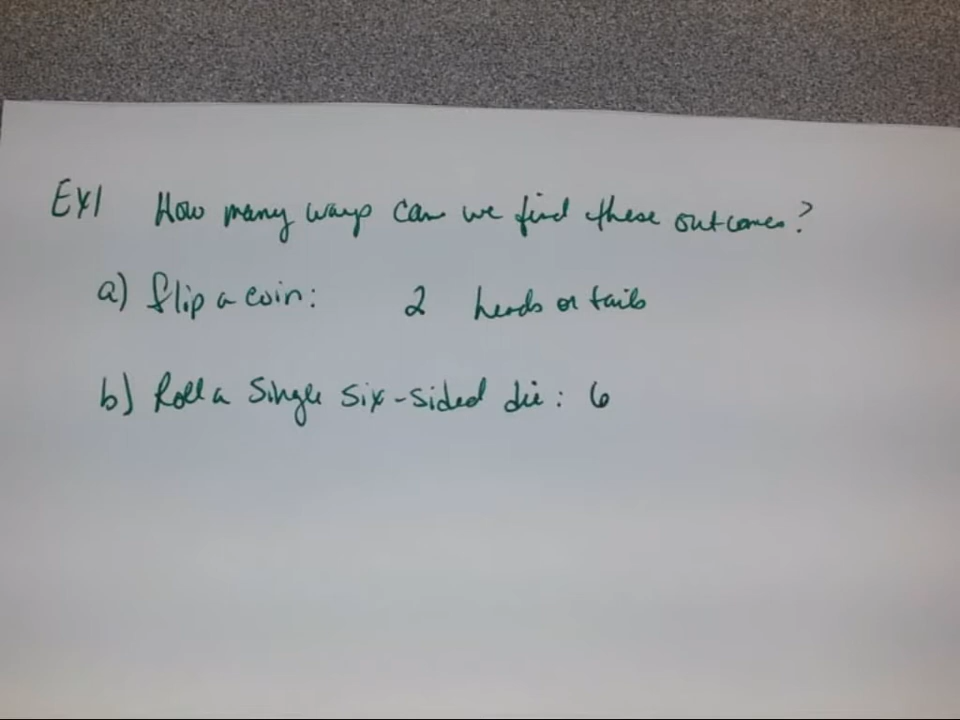 Ex1 How many ways can we find these outcomes?
a) flip a coin: 2 heads or tails
b) Roll a single six-sided die: 6